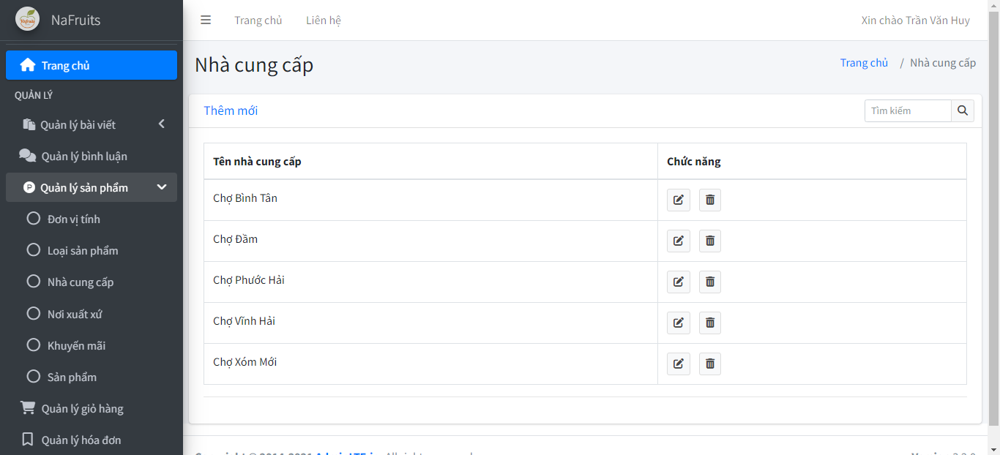 NaFruits
Trang chủ
Liên hệ
Xin chào Trần Văn Huy
Trang chủ
QUẢN LÝ
Quản lý bài viết
Quản lý bình luận
Quản lý sản phẩm
Đơn vị tính
Loại sản phẩm
Nhà cung cấp
Nơi xuất xứ
Khuyến mãi
Sản phẩm
Quản lý giỏ hàng
Quản lý hóa đơn
Nhà cung cấp
Trang chủ / Nhà cung cấp
Thêm mới
Tìm kiếm
Tên nhà cung cấp
Chức năng
Chợ Bình Tân
Chợ Đầm
Chợ Phước Hải
Chợ Vĩnh Hải
Chợ Xóm Mới